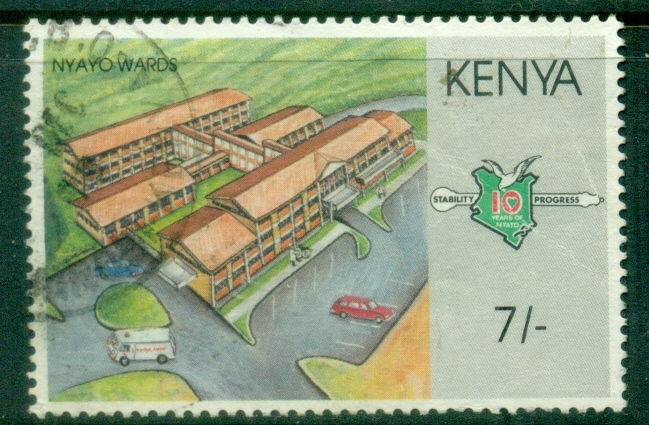 NYAYO WARDS
KENYA
STABILITY PROGRESS
10
YEARS OF
NYAYO
7/-